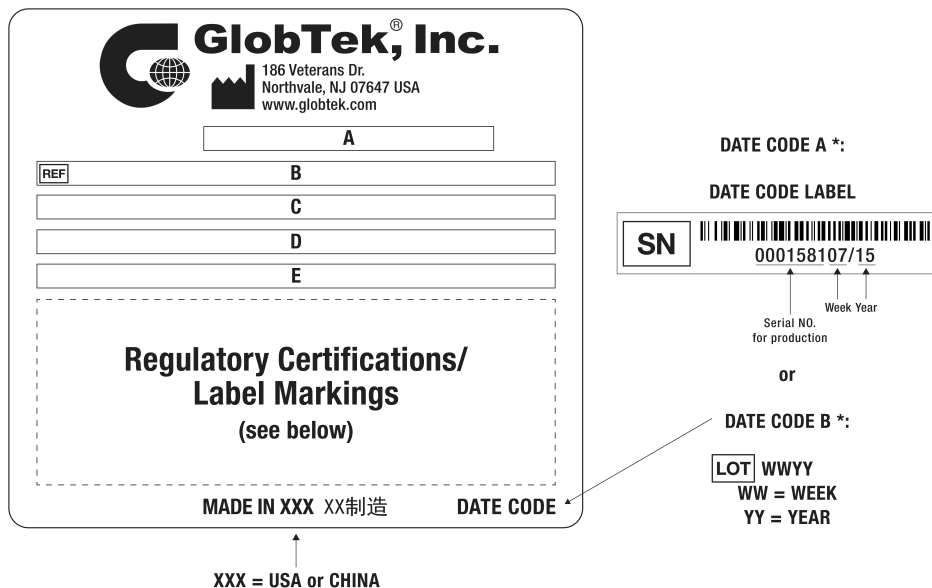 GlobTek®, Inc.
186 Veterans Dr.
Northvale, NJ 07647 USA
www.globtek.com
A
REF B
C
D
E
Regulatory Certifications/
Label Markings
(see below)
MADE IN XXX XX制造 DATE CODE
XXX = USA or CHINA
DATE CODE A *:
DATE CODE LABEL
SN
000158107/15
Week Year
Serial NO.
for production
or
DATE CODE B *:
LOT WWYY
WW = WEEK
YY = YEAR